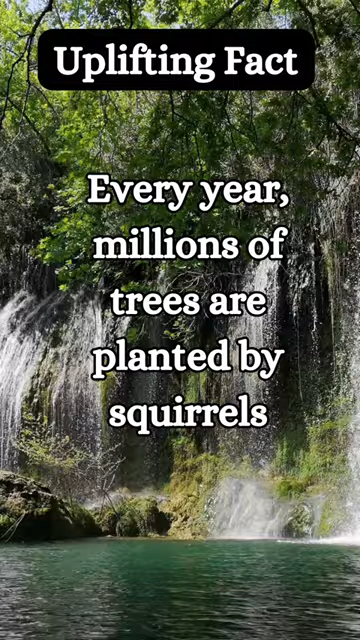 Uplifting Fact
Every year,
millions of
trees are
planted by
squirrels